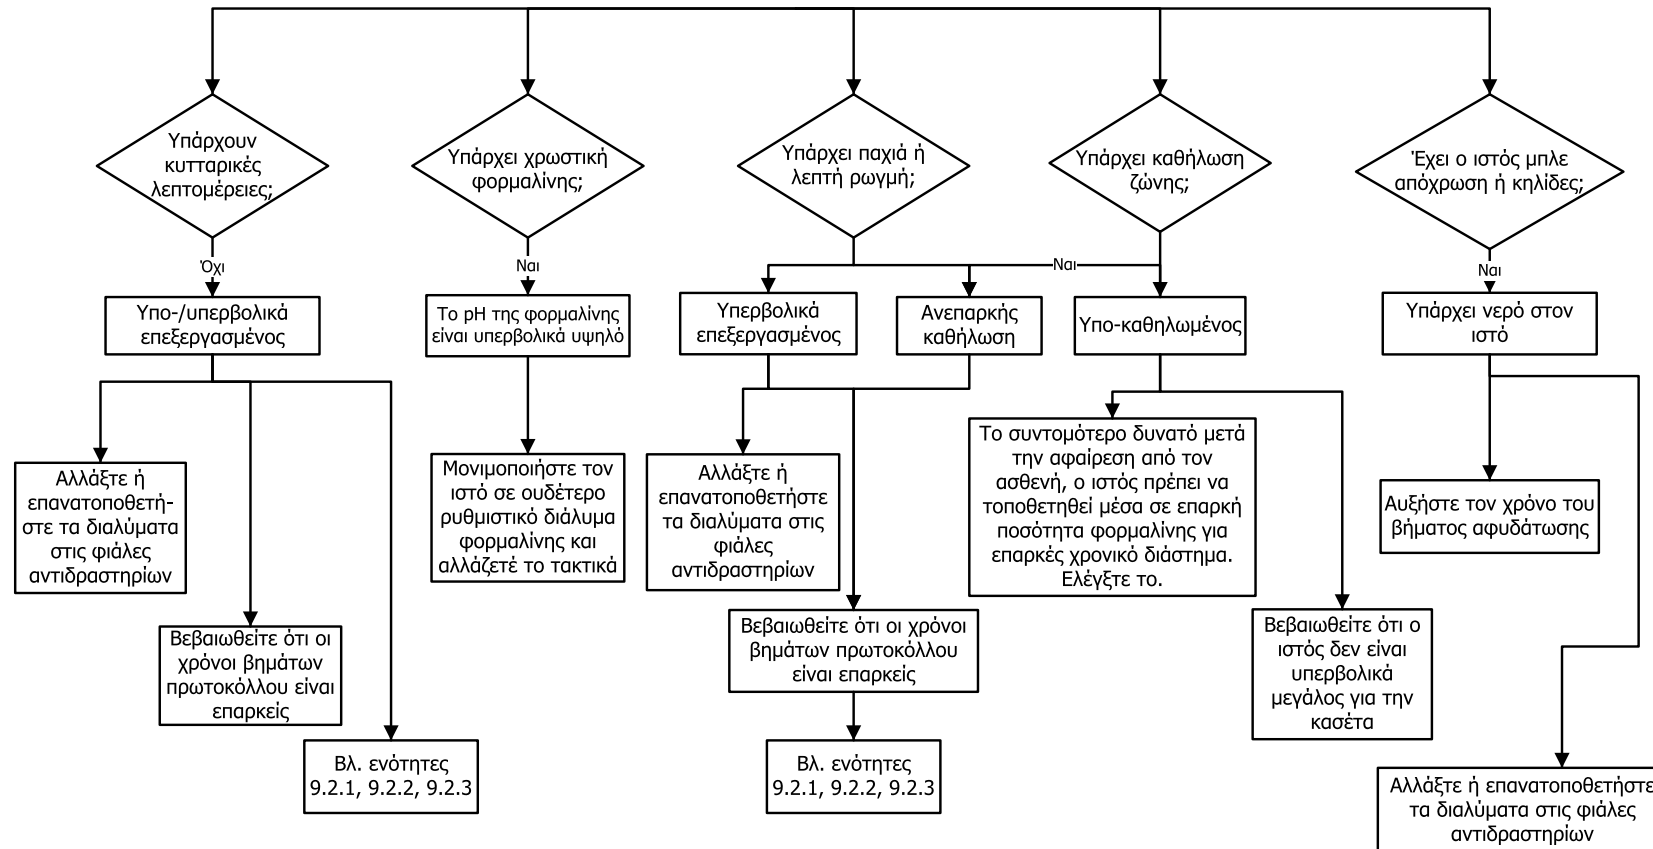 Υπάρχουν
κυτταρικές
λεπτομέρειες;
Υπάρχει χρωστική
φορμαλίνης;
Υπάρχει παχιά ή
λεπτή ρωγμή;
Υπάρχει καθήλωση
ζώνης;
Έχει ο ιστός μπλε
απόχρωση ή κηλίδες;
Όχι
Ναι
Ναι
Ναι
Υπο-/υπερβολικά
επεξεργασμένος
Το pH της φορμαλίνης
είναι υπερβολικά υψηλό
Υπερβολικά
επεξεργασμένος
Ανεπαρκής
καθήλωση
Υπο-καθηλωμένος
Υπάρχει νερό στον
ιστό
Αλλάξτε ή
επανατοποθετή-
στε τα διαλύματα
στις φιάλες
αντιδραστηρίων
Μονιμοποιήστε τον
ιστό σε ουδέτερο
ρυθμιστικό διάλυμα
φορμαλίνης και
αλλάζετέ το τακτικά
Αλλάξτε ή
επανατοποθετήστε
τα διαλύματα στις
φιάλες
αντιδραστηρίων
Το συντομότερο δυνατό μετά
την αφαίρεση από τον
ασθενή, ο ιστός πρέπει να
τοποθετηθεί μέσα σε επαρκή
ποσότητα φορμαλίνης για
επαρκές χρονικό διάστημα.
Ελέγξτε το.
Αυξήστε τον χρόνο του
βήματος αφυδάτωσης
Βεβαιωθείτε ότι οι
χρόνοι βημάτων
πρωτοκόλλου είναι
επαρκείς
Βεβαιωθείτε ότι οι χρόνοι
βημάτων πρωτοκόλλου
είναι επαρκείς
Βεβαιωθείτε ότι ο
ιστός δεν είναι
υπερβολικά
μεγάλος για την
κασέτα
Βλ. ενότητες
9.2.1, 9.2.2, 9.2.3
Βλ. ενότητες
9.2.1, 9.2.2, 9.2.3
Αλλάξτε ή επανατοποθετήστε
τα διαλύματα στις φιάλες
αντιδραστηρίων